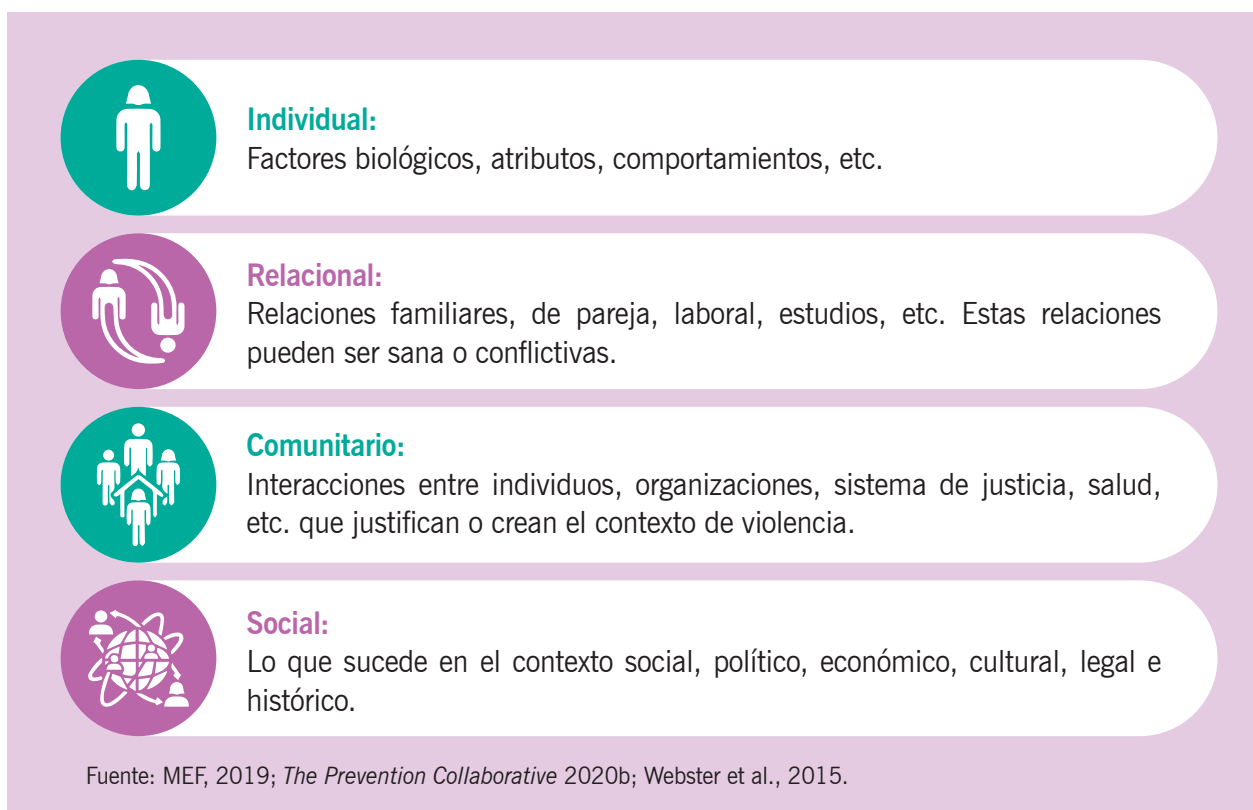 Individual:
Factores biológicos, atributos, comportamientos, etc.
Relacional:
Relaciones familiares, de pareja, laboral, estudios, etc. Estas relaciones
pueden ser sana o conflictivas.
Comunitario:
Interacciones entre individuos, organizaciones, sistema de justicia, salud,
etc. que justifican o crean el contexto de violencia.
Social:
Lo que sucede en el contexto social, político, económico, cultural, legal e
histórico.
Fuente: MEF, 2019; The Prevention Collaborative 2020b; Webster et al., 2015.